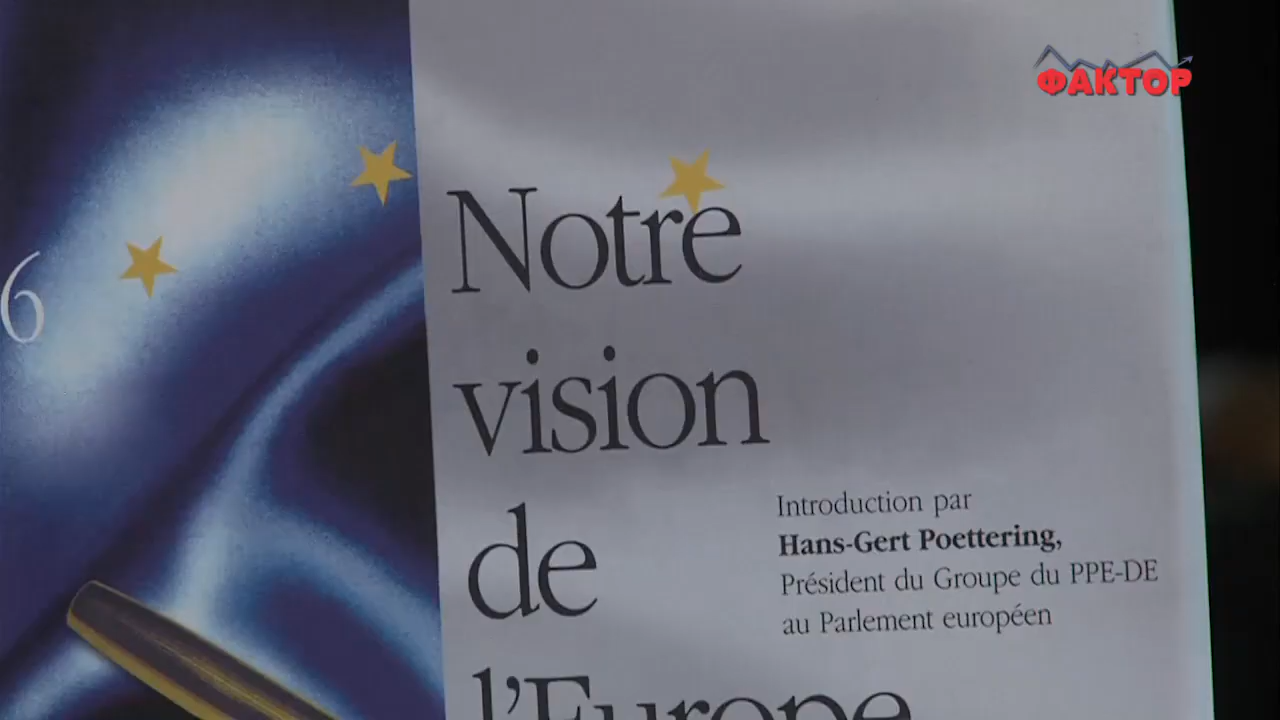 ФАКТОР
6
Notre
vision
de
l'Europe
Introduction par
Hans-Gert Poettering,
Président du Groupe du PPE-DE
au Parlement européen